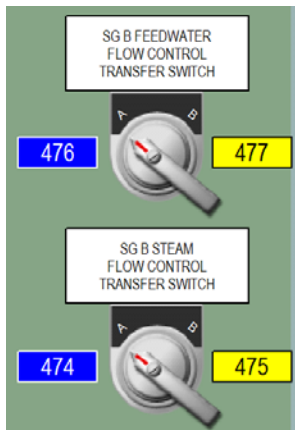 SG B FEEDWATER
FLOW CONTROL
TRANSFER SWITCH
A B
476 477
SG B STEAM
FLOW CONTROL
TRANSFER SWITCH
A B
474 475